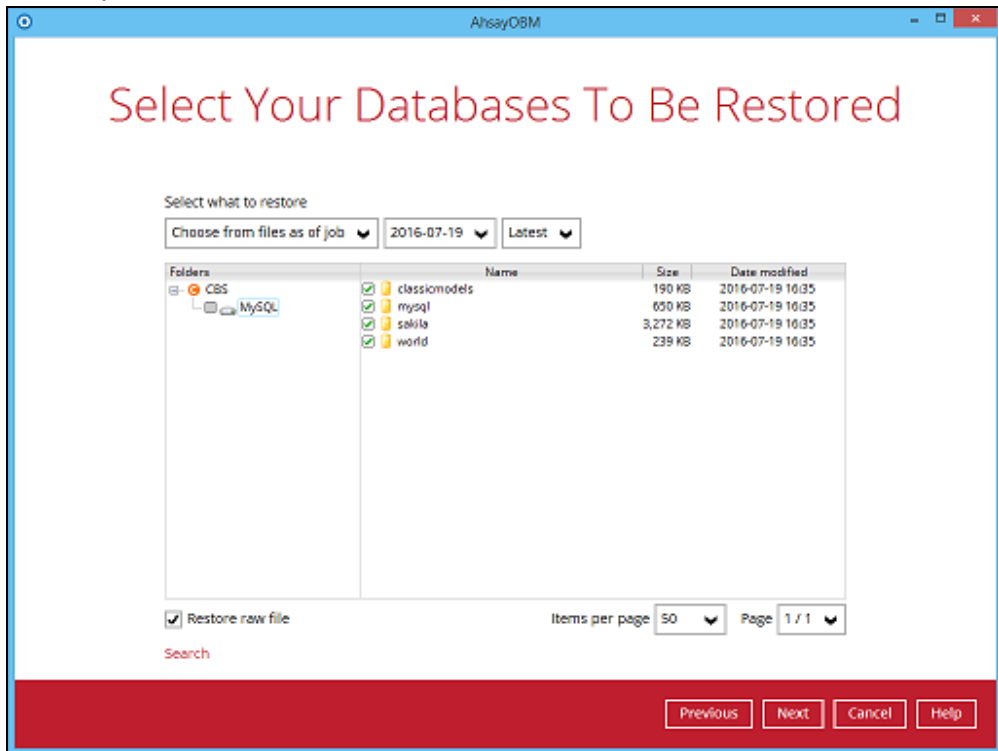 AhsayOBM
Select Your Databases To Be Restored
Select what to restore
Choose from files as of job 2016-07-19 Latest
Folders Name Size Date modified
CBS classicmodels 190 KB 2016-07-19 16:35
MySQL mysql 650 KB 2016-07-19 16:35
sakila 3,272 KB 2016-07-19 16:35
world 239 KB 2016-07-19 16:35
Restore raw file Items per page 50 Page 1 / 1
Search
Previous Next Cancel Help